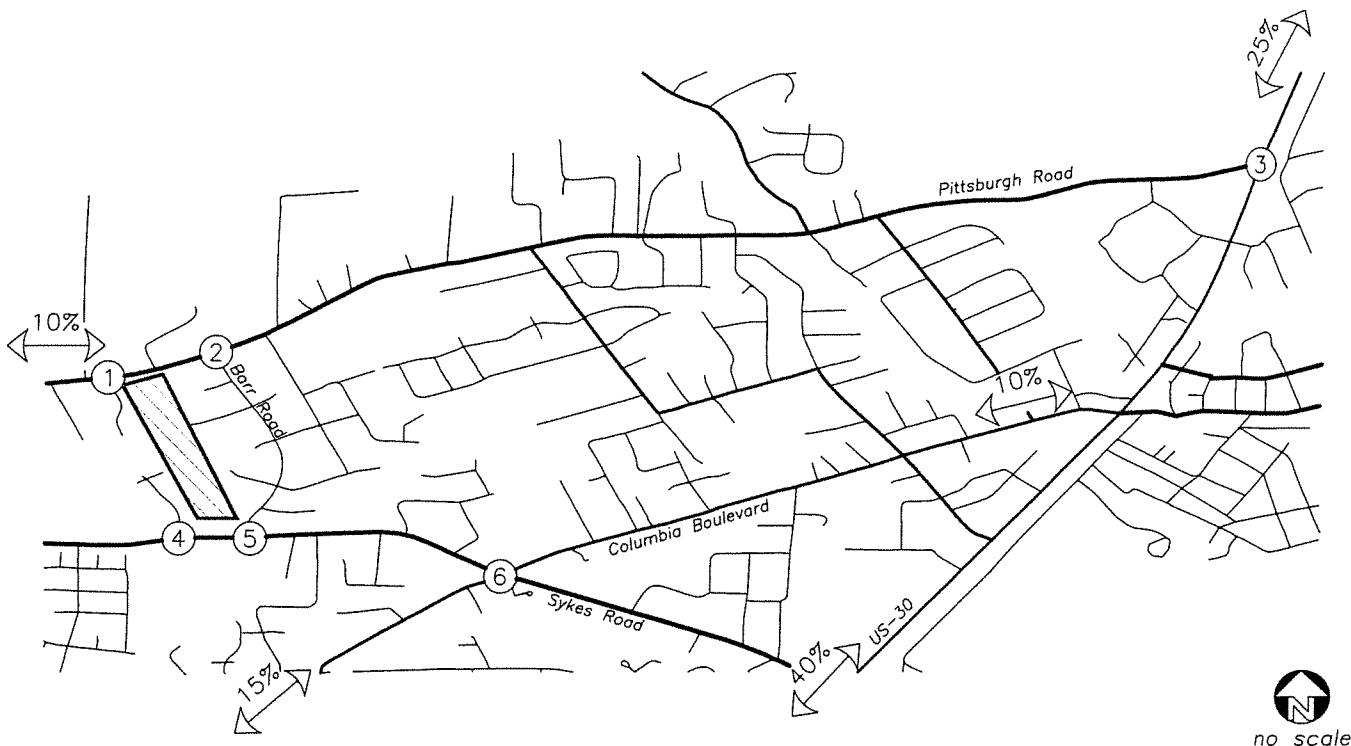 25%
Pittsburgh Road
3
10%
2
1
Barr Road
10%
Columbia Boulevard
4
5
6
Sykes Road
US-30
40%
15%
N
no scale